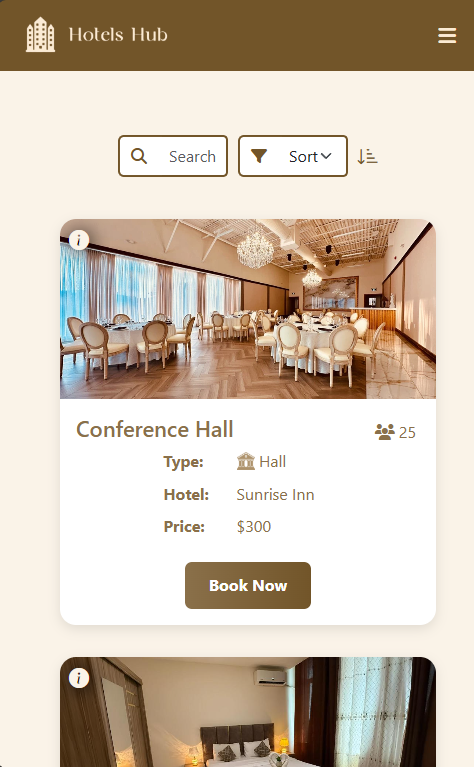 Hotels Hub
Search
Sort
i
Conference Hall
25
Type: Hall
Hotel: Sunrise Inn
Price: $300
Book Now
i